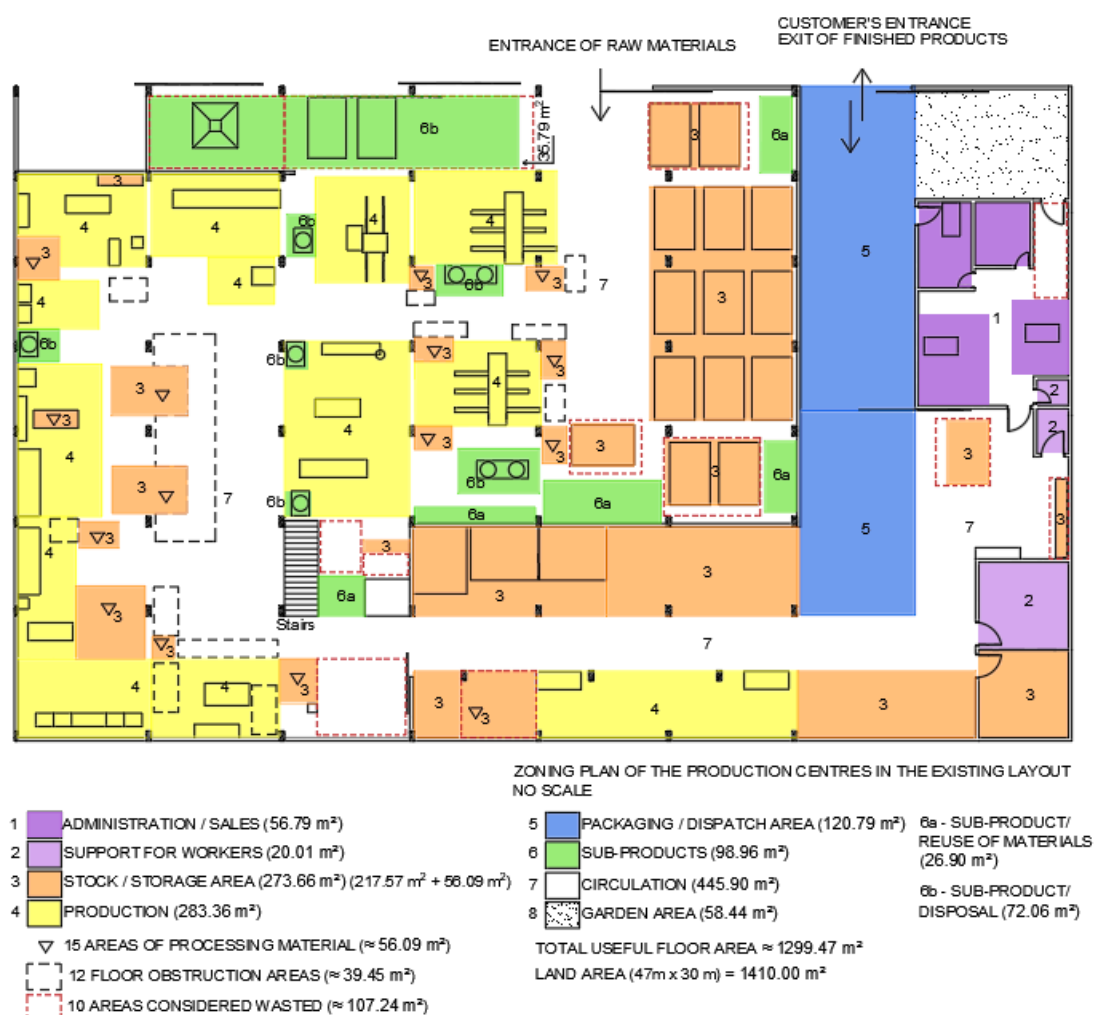 CUSTOMER'S ENTRANCE
EXIT OF FINISHED PRODUCTS
ENTRANCE OF RAW MATERIALS
6b
35.79 m²
3
6a
5
3
4
4
4
4
6b
3
4
3
6b
3
7
3
1
4
6b
6b
3
3
3
4
3
4
2
2
3
3
4
3
7
6b
3
3
6b
3
3
6a
3
6a
6a
5
7
3
4
3
3
6a
3
3
2
3
Stairs
3
7
4
4
3
3
3
4
3
3
ZONING PLAN OF THE PRODUCTION CENTRES IN THE EXISTING LAYOUT
NO SCALE
1 ADMINISTRATION / SALES (56.79 m²)
2 SUPPORT FOR WORKERS (20.01 m²)
3 STOCK / STORAGE AREA (273.66 m²) (217.57 m² + 56.09 m²)
4 PRODUCTION (283.36 m²)
15 AREAS OF PROCESSING MATERIAL (≈ 56.09 m²)
12 FLOOR OBSTRUCTION AREAS (≈ 39.45 m²)
10 AREAS CONSIDERED WASTED (≈ 107.24 m²)
5 PACKAGING / DISPATCH AREA (120.79 m²)
6 SUB-PRODUCTS (98.96 m²)
7 CIRCULATION (445.90 m²)
8 GARDEN AREA (58.44 m²)
TOTAL USEFUL FLOOR AREA ≈ 1299.47 m²
LAND AREA (47m x 30 m) = 1410.00 m²
6a - SUB-PRODUCT/
REUSE OF MATERIALS
(26.90 m²)
6b - SUB-PRODUCT/
DISPOSAL (72.06 m²)